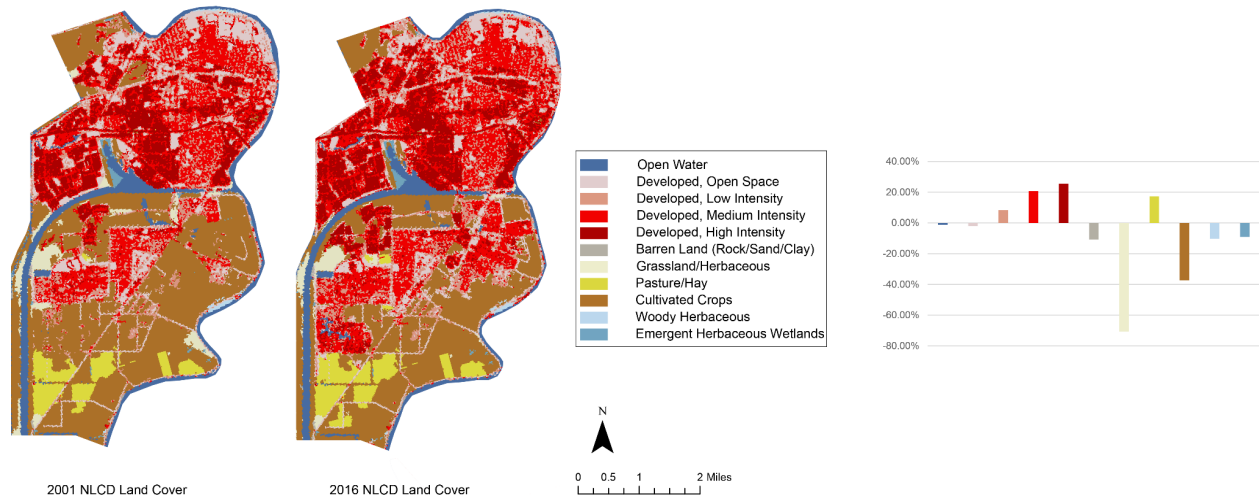 Open Water
Developed, Open Space
Developed, Low Intensity
Developed, Medium Intensity
Developed, High Intensity
Barren Land (Rock/Sand/Clay)
Grassland/Herbaceous
Pasture/Hay
Cultivated Crops
Woody Herbaceous
Emergent Herbaceous Wetlands
40.00%
20.00%
0.00%
-20.00%
-40.00%
-60.00%
-80.00%
N
0 0.5 1 2 Miles
2001 NLCD Land Cover
2016 NLCD Land Cover